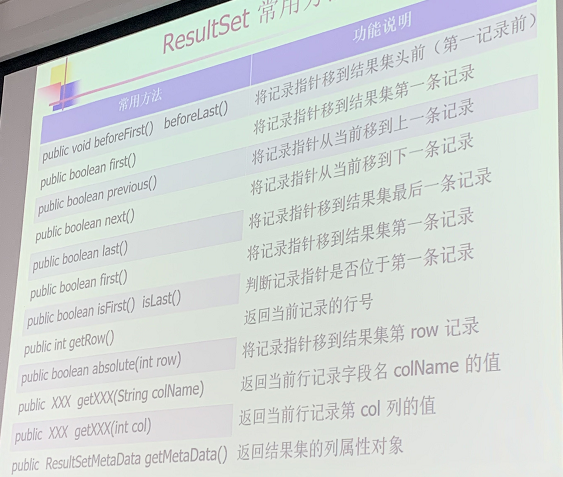 ResultSet 常用方
常用方法 功能说明
public void beforeFirst() beforeLast() 将记录指针移到结果集头前（第一记录前）
public boolean first() 将记录指针移到结果集第一条记录
public boolean previous() 将记录指针从当前移到上一条记录
public boolean next() 将记录指针从当前移到下一条记录
public boolean last() 将记录指针移到结果集最后一条记录
public boolean first() 将记录指针移到结果集第一条记录
public boolean isFirst() isLast() 判断记录指针是否位于第一条记录
public int getRow() 返回当前记录的行号
public boolean absolute(int row) 将记录指针移到结果集第 row 记录
public XXX getXXX(String colName) 返回当前行记录字段名 colName 的值
public XXX getXXX(int col) 返回当前行记录第 col 列的值
public ResultSetMetaData getMetaData() 返回结果集的列属性对象